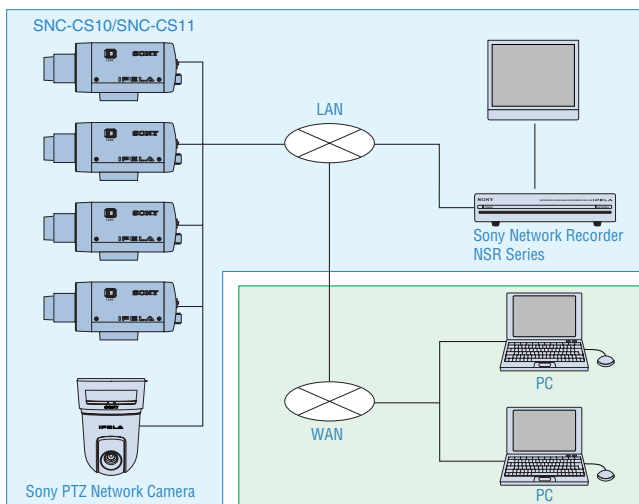 SNC-CS10/SNC-CS11
SONY
IPELA
SONY
IPELA
SONY
IPELA
SONY
IPELA
SONY
IPELA
Sony PTZ Network Camera
LAN
SONY
IPELA
Sony Network Recorder
NSR Series
WAN
PC
PC